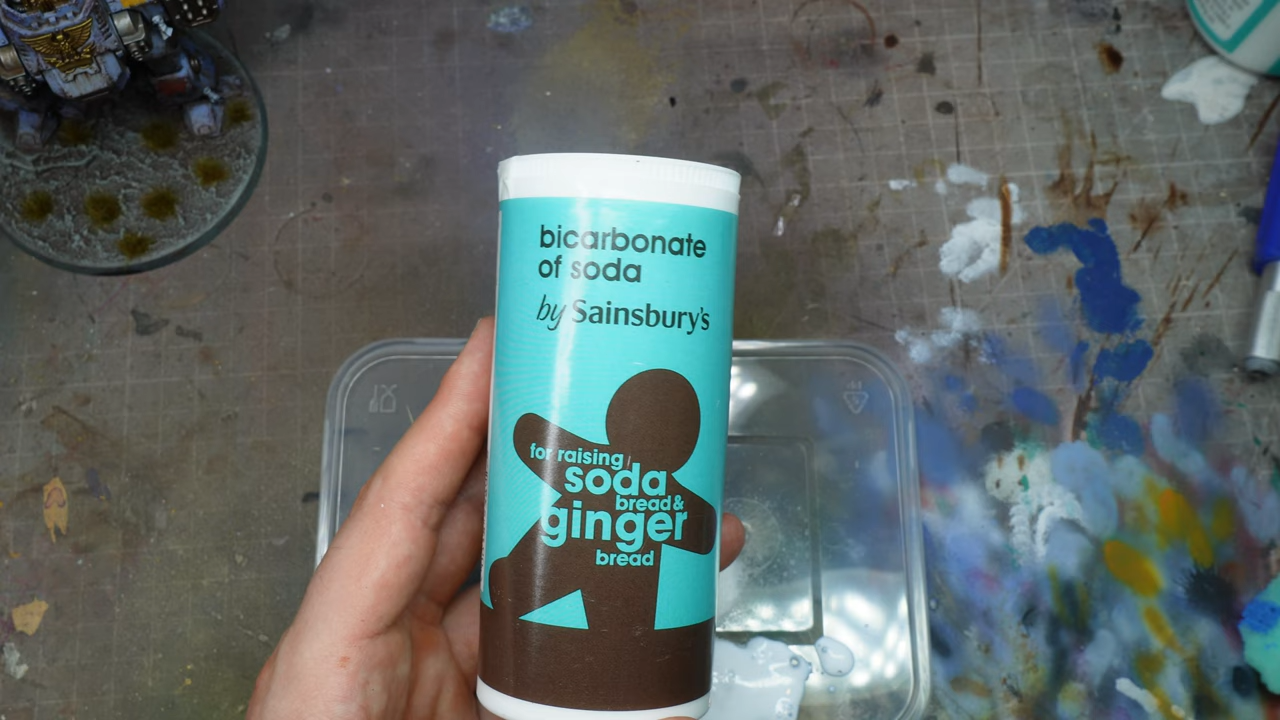 bicarbonate
of soda
by Sainsbury's
for raising
soda
bread &
ginger
bread